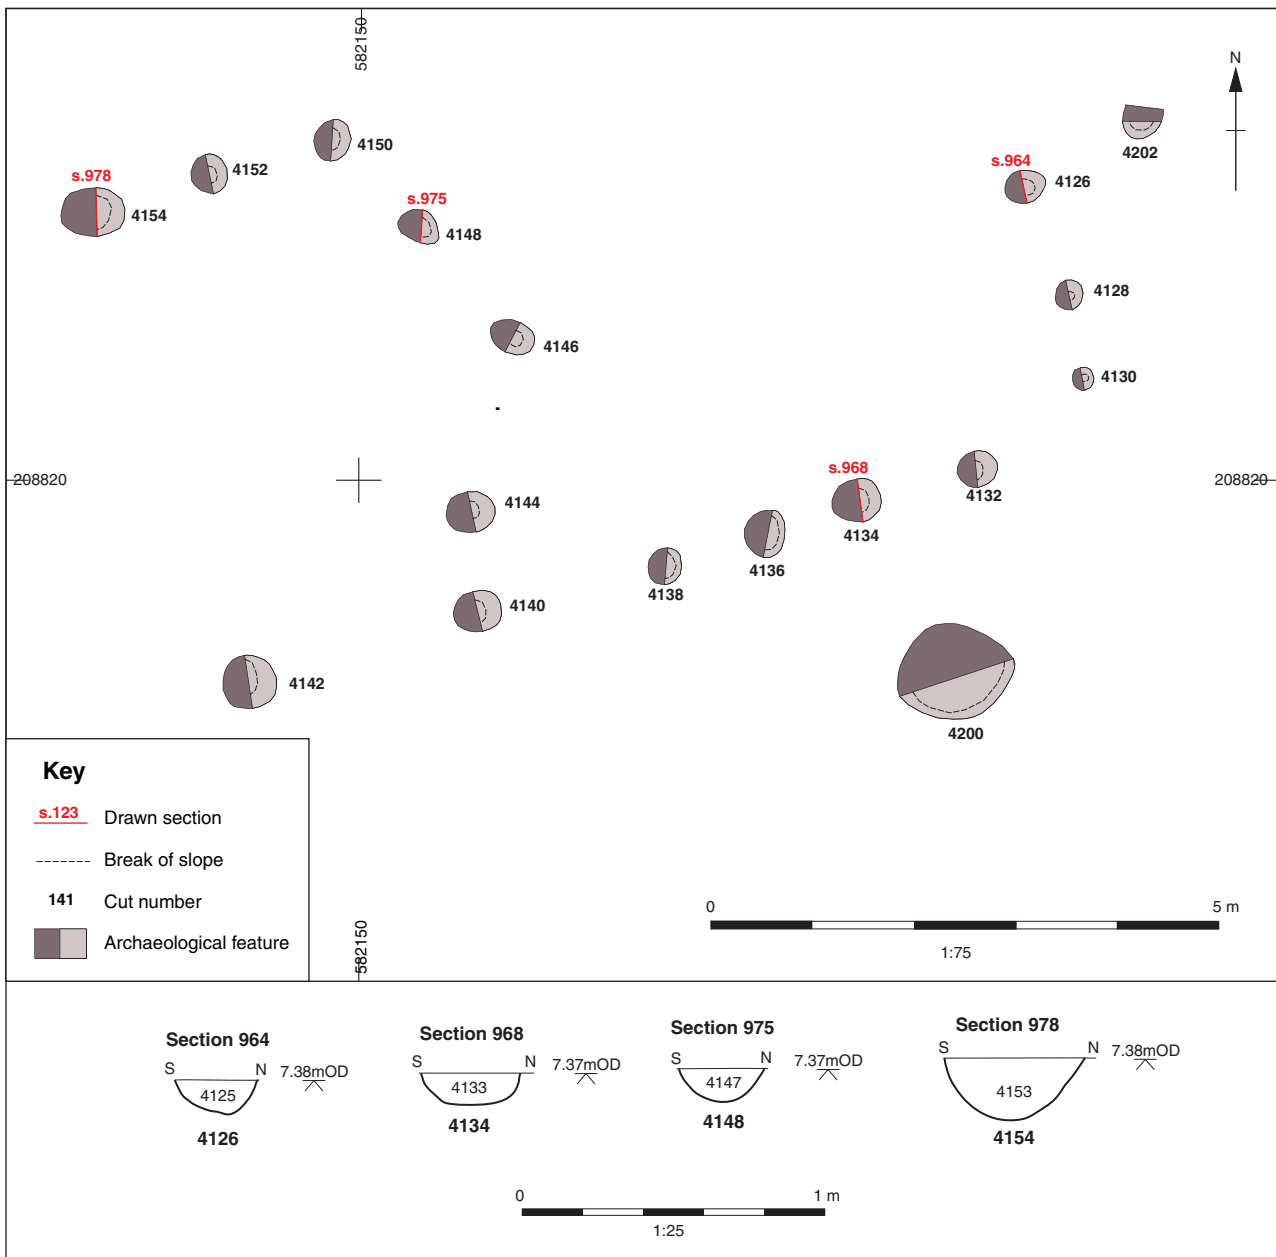 582150
N
4150
4202
4152
s.964
s.978
4126
s.975
4154
4148
4128
4146
4130
s.968
208820
208820
4132
4144
4134
4136
4138
4140
4142
4200
Key
s.123 Drawn section
Break of slope
141 Cut number
Archaeological feature
582150
0 5 m
1:75
Section 964
S N 7.38mOD
4125
4126
Section 968
S N 7.37mOD
4133
4134
Section 975
S N 7.37mOD
4147
4148
Section 978
S N 7.38mOD
4153
4154
0 1 m
1:25